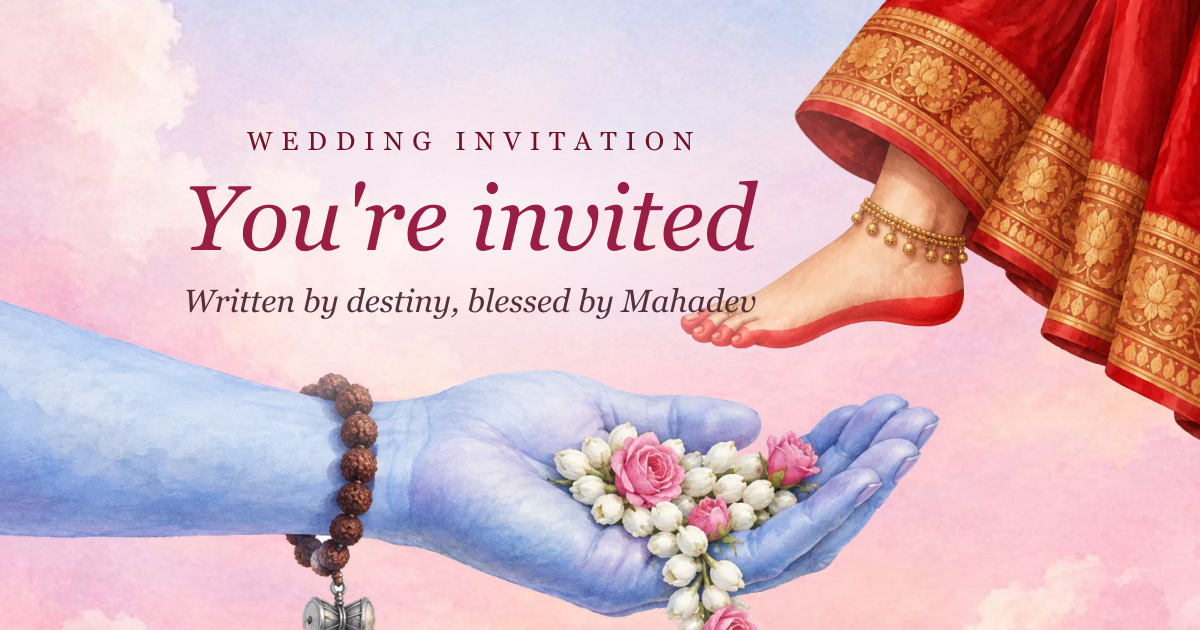 WEDDING INVITATION
You're invited
Written by destiny, blessed by Mahadev